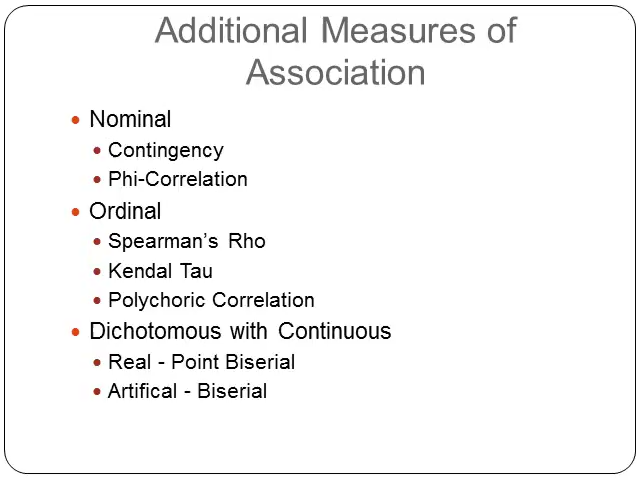 Additional Measures of
Association
• Nominal
• Contingency
• Phi-Correlation
• Ordinal
• Spearman’s Rho
• Kendal Tau
• Polychoric Correlation
• Dichotomous with Continuous
• Real - Point Biserial
• Artifical - Biserial